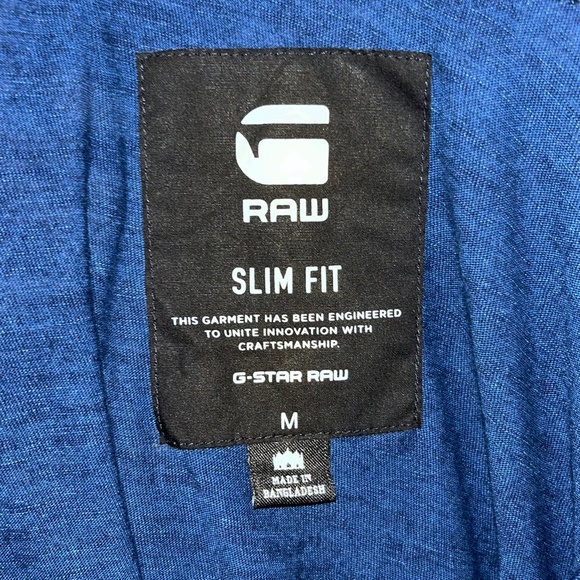 G
RAW
SLIM FIT
THIS GARMENT HAS BEEN ENGINEERED
TO UNITE INNOVATION WITH
CRAFTSMANSHIP.
G-STAR RAW
M
MADE IN
BANGLADESH